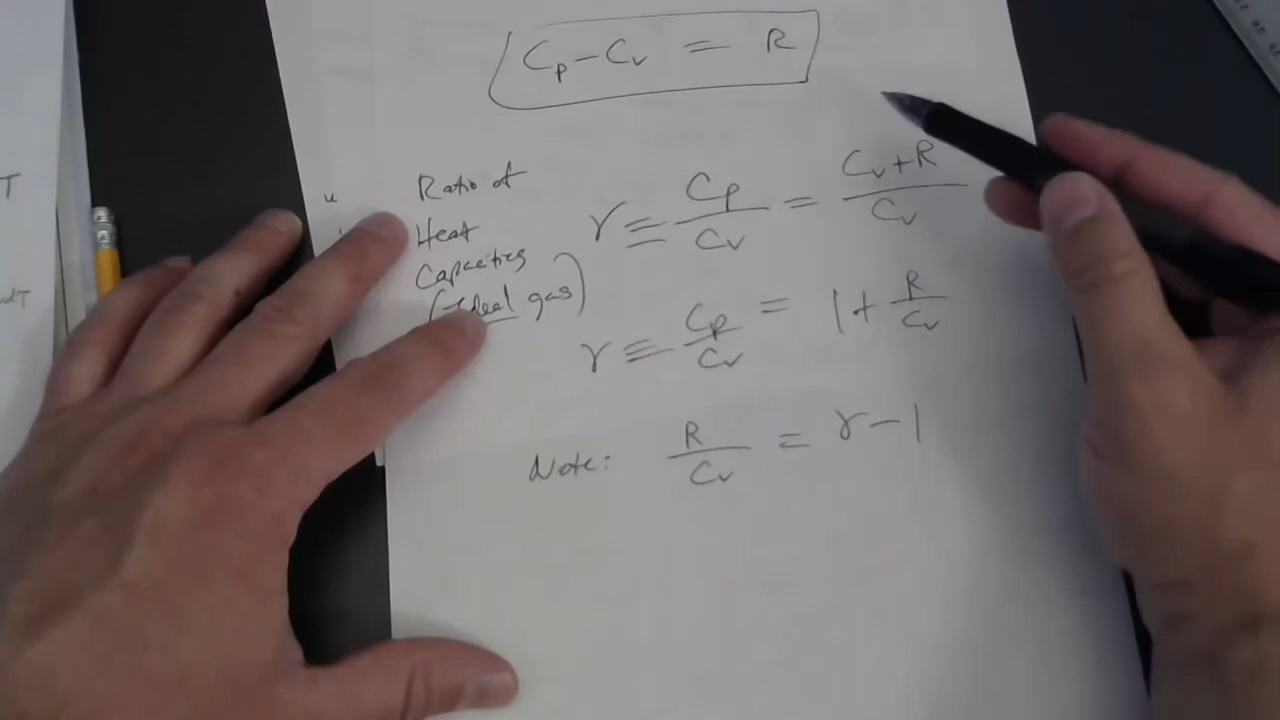 Cp - Cv = R
Ratio of
Heat
Capacities
(Ideal gas)
γ ≡ Cp/Cv = (Cv + R)/Cv
γ ≡ Cp/Cv = 1 + R/Cv
Note: R/Cv = γ - 1
u
T
dT